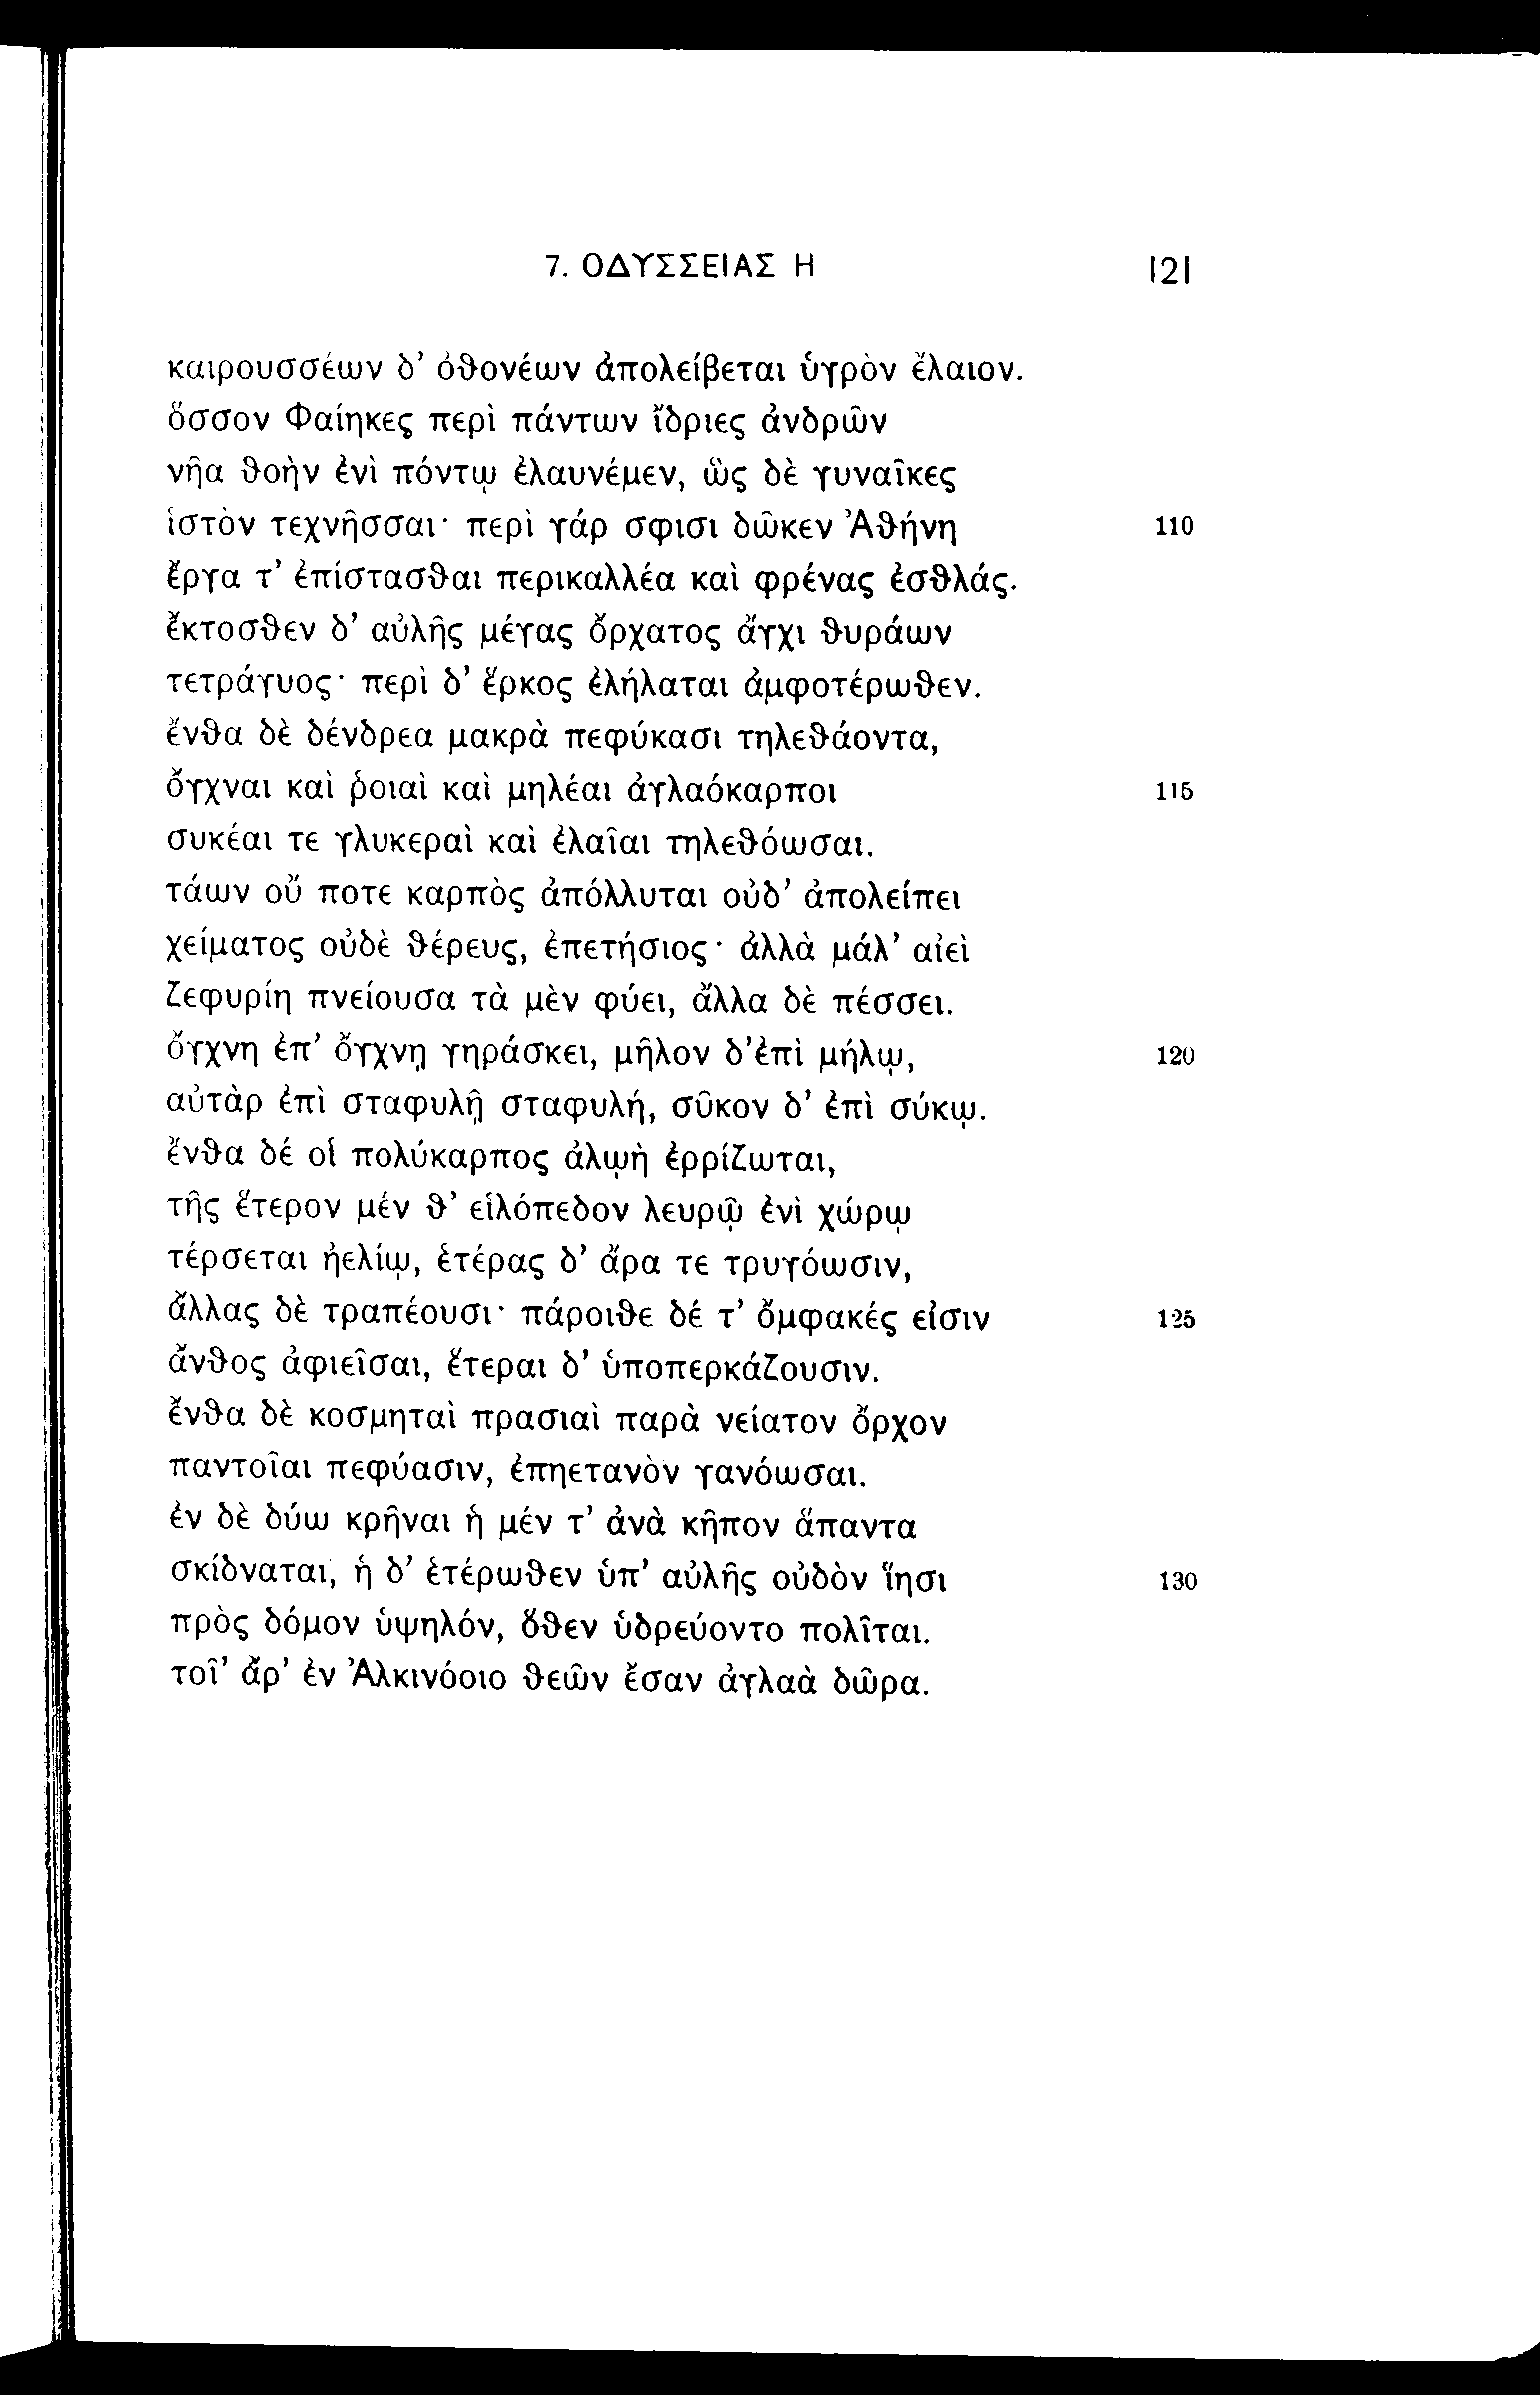 7. ΟΔΥΣΣΕΙΑΣ Η 121
καιρουσσέων δ’ ὀϑονέων ἀπολείβεται ὑγρὸν ἔλαιον.
ὅσσον Φαίηκες περὶ πάντων ἴδριες ἀνδρῶν
νῆα ϑοὴν ἐνὶ πόντῳ ἐλαυνέμεν, ὣς δὲ γυναῖκες
ἱστὸν τεχνῆσσαι· περὶ γάρ σφισι δῶκεν Ἀϑήνη 110
ἔργα τ’ ἐπίστασϑαι περικαλλέα καὶ φρένας ἐσϑλάς.
ἔκτοσϑεν δ’ αὐλῆς μέγας ὄρχατος ἄγχι ϑυράων
τετράγυος· περὶ δ’ ἕρκος ἐλήλαται ἀμφοτέρωϑεν.
ἔνϑα δὲ δένδρεα μακρὰ πεφύκασι τηλεϑάοντα,
ὄγχναι καὶ ῥοιαὶ καὶ μηλέαι ἀγλαόκαρποι 115
συκέαι τε γλυκεραὶ καὶ ἐλαῖαι τηλεϑόωσαι.
τάων οὔ ποτε καρπὸς ἀπόλλυται οὐδ’ ἀπολείπει
χείματος οὐδὲ ϑέρευς, ἐπετήσιος· ἀλλὰ μάλ’ αἰεὶ
ζεφυρίη πνείουσα τὰ μὲν φύει, ἄλλα δὲ πέσσει.
ὄγχνη ἐπ’ ὄγχνῃ γηράσκει, μῆλον δ’ἐπὶ μήλῳ, 120
αὐτὰρ ἐπὶ σταφυλῇ σταφυλή, σῦκον δ’ ἐπὶ σύκῳ.
ἔνϑα δέ οἱ πολύκαρπος ἀλῳὴ ἐρρίζωται,
τῆς ἕτερον μέν ϑ’ εἱλόπεδον λευρῷ ἐνὶ χώρῳ
τέρσεται ἠελίῳ, ἑτέρας δ’ ἄρα τε τρυγόωσιν,
ἄλλας δὲ τραπέουσι· πάροιϑε δέ τ’ ὄμφακές εἰσιν 125
ἄνϑος ἀφιεῖσαι, ἕτεραι δ’ ὑποπερκάζουσιν.
ἔνϑα δὲ κοσμηταὶ πρασιαὶ παρὰ νείατον ὄρχον
παντοῖαι πεφύασιν, ἐπηετανὸν γανόωσαι.
ἐν δὲ δύω κρῆναι ἡ μέν τ’ ἀνὰ κῆπον ἅπαντα
σκίδναται, ἡ δ’ ἑτέρωϑεν ὑπ’ αὐλῆς οὐδὸν ἵησι 130
πρὸς δόμον ὑψηλόν, ὅϑεν ὑδρεύοντο πολῖται.
τοῖ’ ἄρ’ ἐν Ἀλκινόοιο ϑεῶν ἔσαν ἀγλαὰ δῶρα.